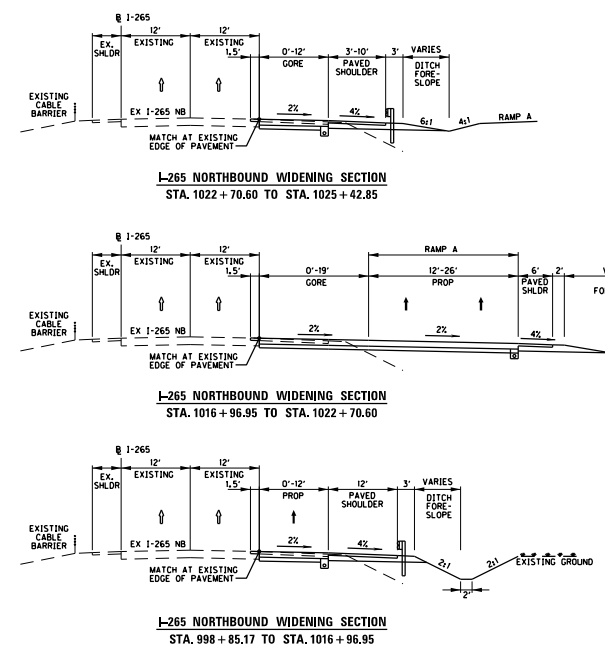 ℄ I-265
12' 12'
EX. SHLDR EXISTING EXISTING
1.5' 0'-12' 3'-10' 3' VARIES
GORE PAVED SHOULDER DITCH FORE-SLOPE
EXISTING CABLE BARRIER
EX I-265 NB
2% 4% 6:1 4:1 RAMP A
MATCH AT EXISTING EDGE OF PAVEMENT
I-265 NORTHBOUND WIDENING SECTION
STA. 1022 + 70.60 TO STA. 1025 + 42.85
℄ I-265
12' 12' RAMP A
EX. SHLDR EXISTING EXISTING
1.5' 0'-19' 12'-26' 6' 2'
GORE PROP PAVED SHLDR
EXISTING CABLE BARRIER
EX I-265 NB
2% 2% 4%
MATCH AT EXISTING EDGE OF PAVEMENT
I-265 NORTHBOUND WIDENING SECTION
STA. 1016 + 96.95 TO STA. 1022 + 70.60
℄ I-265
12' 12'
EX. SHLDR EXISTING EXISTING
1.5' 0'-12' 12' 3' VARIES
PROP PAVED SHOULDER DITCH FORE-SLOPE
EXISTING CABLE BARRIER
EX I-265 NB
2% 4% 2:1 2:1
EXISTING GROUND
MATCH AT EXISTING EDGE OF PAVEMENT
2'
I-265 NORTHBOUND WIDENING SECTION
STA. 998 + 85.17 TO STA. 1016 + 96.95